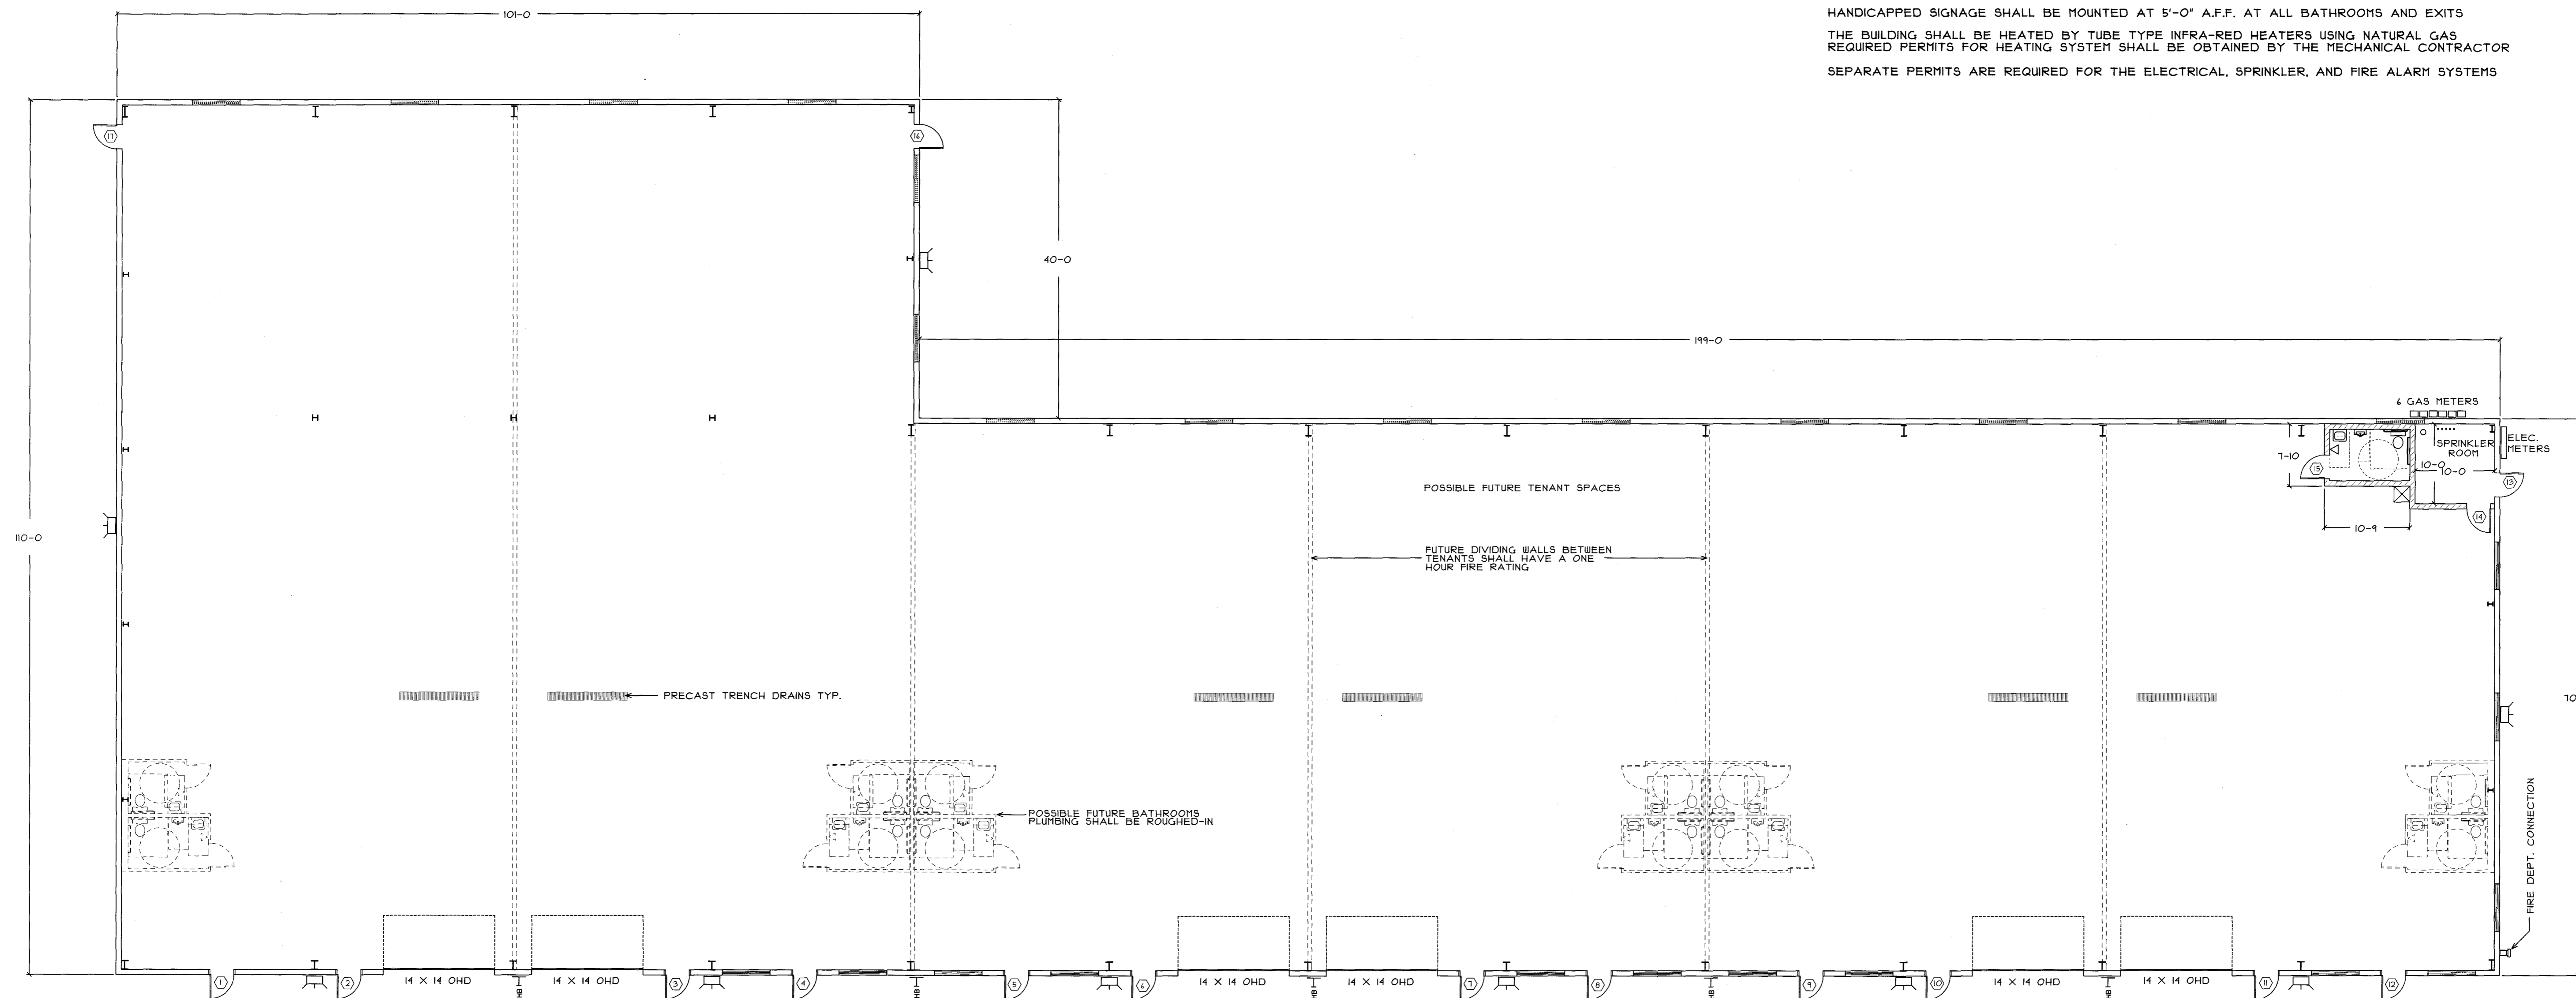 HANDICAPPED SIGNAGE SHALL BE MOUNTED AT 5'-0" A.F.F. AT ALL BATHROOMS AND EXITS
THE BUILDING SHALL BE HEATED BY TUBE TYPE INFRA-RED HEATERS USING NATURAL GAS
REQUIRED PERMITS FOR HEATING SYSTEM SHALL BE OBTAINED BY THE MECHANICAL CONTRACTOR
SEPARATE PERMITS ARE REQUIRED FOR THE ELECTRICAL, SPRINKLER, AND FIRE ALARM SYSTEMS
101-0
17
16
40-0
199-0
6 GAS METERS
SPRINKLER
ROOM
ELEC.
METERS
7-10
15
10-0
10-0
13
14
10-9
POSSIBLE FUTURE TENANT SPACES
110-0
FUTURE DIVIDING WALLS BETWEEN
TENANTS SHALL HAVE A ONE
HOUR FIRE RATING
PRECAST TRENCH DRAINS TYP.
70
POSSIBLE FUTURE BATHROOMS
PLUMBING SHALL BE ROUGHED-IN
FIRE DEPT. CONNECTION
1
2
14 X 14 OHD
HB
14 X 14 OHD
3
4
HB
5
6
14 X 14 OHD
HB
14 X 14 OHD
7
8
HB
9
10
14 X 14 OHD
HB
14 X 14 OHD
11
12